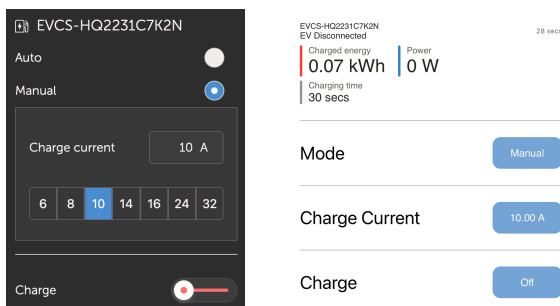 EVCS-HQ2231C7K2N
Auto
Manual
Charge current
10 A
6 8 10 14 16 24 32
Charge
EVCS-HQ2231C7K2N
EV Disconnected
28 secs
Charged energy
0.07 kWh
Power
0 W
Charging time
30 secs
Mode
Manual
Charge Current
10.00 A
Charge
Off